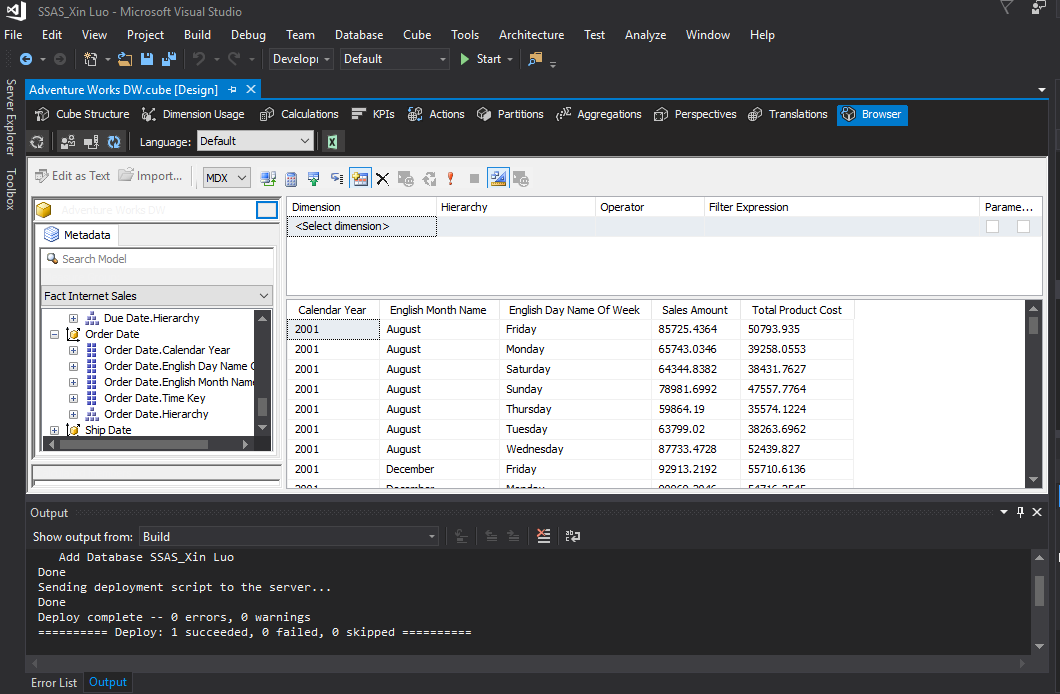 SSAS_Xin Luo - Microsoft Visual Studio
File Edit View Project Build Debug Team Database Cube Tools Architecture Test Analyze Window Help
Developi Default Start
Server Explorer
Toolbox
Adventure Works DW.cube [Design]
Cube Structure Dimension Usage Calculations KPIs Actions Partitions Aggregations Perspectives Translations Browser
Language: Default
Edit as Text Import... MDX
Adventure Works DW
Metadata
Search Model
Fact Internet Sales
Due Date.Hierarchy
Order Date
Order Date.Calendar Year
Order Date.English Day Name
Order Date.English Month Name
Order Date.Time Key
Order Date.Hierarchy
Ship Date
Dimension Hierarchy Operator Filter Expression Parame...
<Select dimension>
Calendar Year English Month Name English Day Name Of Week Sales Amount Total Product Cost
2001 August Friday 85725.4364 50793.935
2001 August Monday 65743.0346 39258.0553
2001 August Saturday 64344.8382 38431.7627
2001 August Sunday 78981.6992 47557.7764
2001 August Thursday 59864.19 35574.1224
2001 August Tuesday 63799.02 38263.6962
2001 August Wednesday 87733.4728 52439.827
2001 December Friday 92913.2192 55710.6136
2001 December Monday
Output
Show output from: Build
Add Database SSAS_Xin Luo
Done
Sending deployment script to the server...
Done
Deploy complete -- 0 errors, 0 warnings
========== Deploy: 1 succeeded, 0 failed, 0 skipped ==========
Error List Output